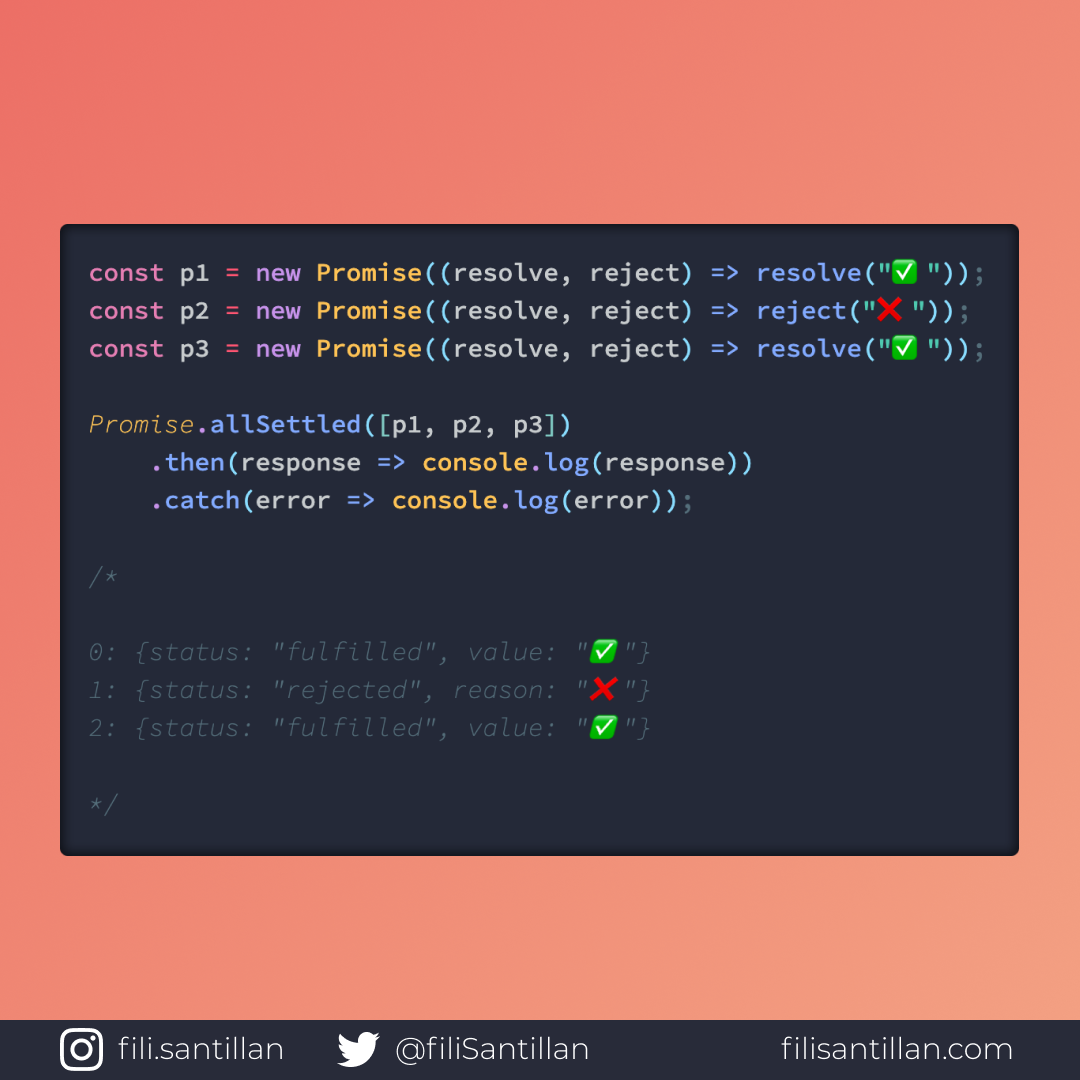 const p1 = new Promise((resolve, reject) => resolve("✅ "));
const p2 = new Promise((resolve, reject) => reject("❌ "));
const p3 = new Promise((resolve, reject) => resolve("✅ "));
Promise.allSettled([p1, p2, p3])
    .then(response => console.log(response))
    .catch(error => console.log(error));
/*
0: {status: "fulfilled", value: "✅ "}
1: {status: "rejected", reason: "❌ "}
2: {status: "fulfilled", value: "✅ "}
*/
fili.santillan @filiSantillan filisantillan.com